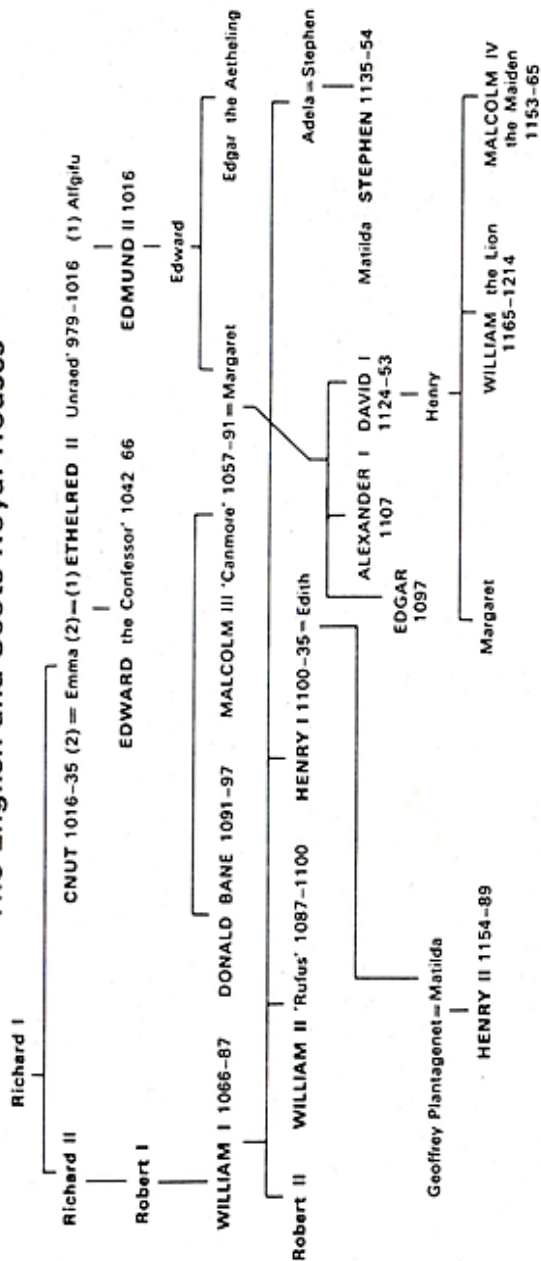 The English and Scots Royal Houses
Richard I
Richard II
CNUT 1016-35 (2) = Emma (2)=(1) ETHELRED II Unraed' 979-1016 (1) Alfgifu
Robert I
EDWARD the Confessor' 1042 66
EDMUND II 1016
Edward
WILLIAM I 1066-87
DONALD BANE 1091-97
MALCOLM III 'Canmore' 1057-91 = Margaret
Edgar the Aetheling
Robert II
WILLIAM II 'Rufus' 1087-1100
HENRY I 1100-35 = Edith
Adela = Stephen
EDGAR
1097
ALEXANDER I
1107
DAVID I
1124-53
Matilda
STEPHEN 1135-54
Geoffrey Plantagenet = Matilda
Henry
HENRY II 1154-89
Margaret
WILLIAM the Lion
1165-1214
MALCOLM IV
the Maiden
1153-65